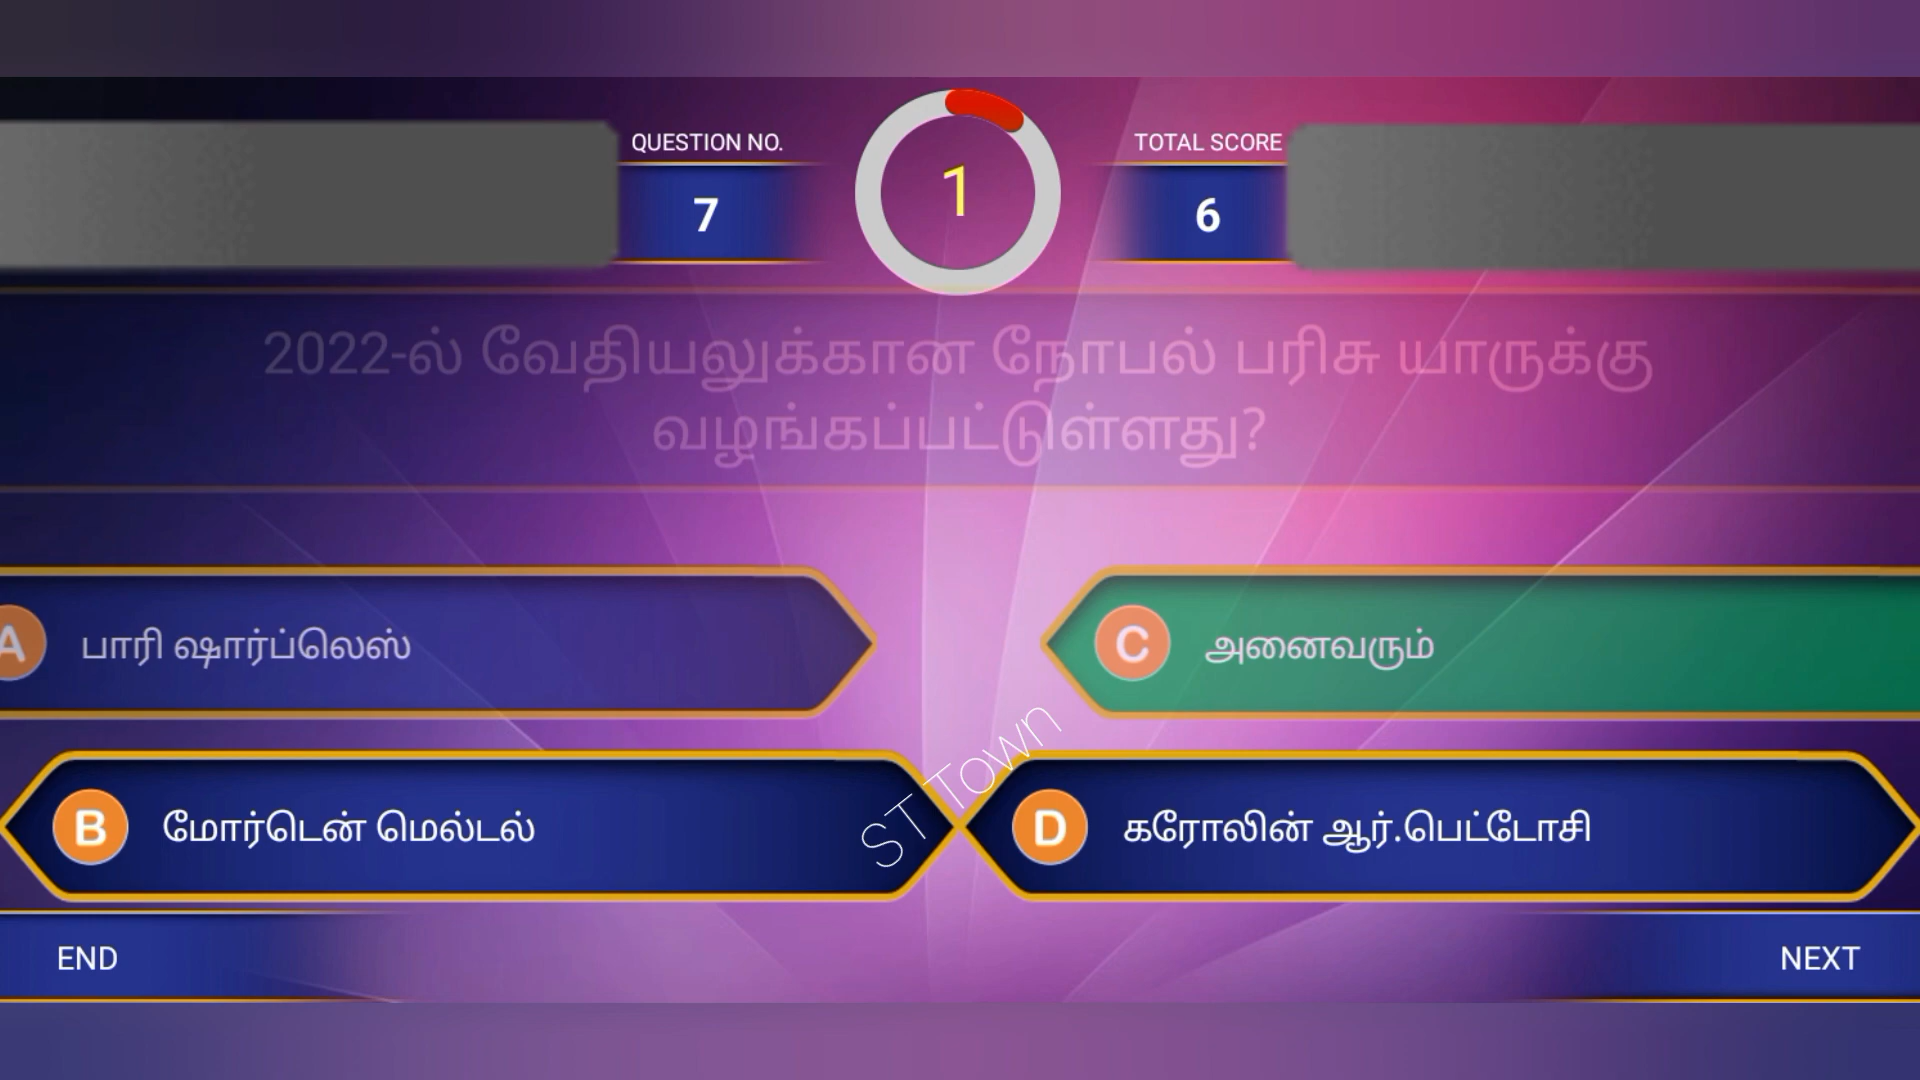 QUESTION NO.
7
1
TOTAL SCORE
6
2022-ல் வேதியலுக்கான நோபல் பரிசு யாருக்கு
வழங்கப்பட்டுள்ளது?
A பாரி ஷார்ப்லெஸ்
C அனைவரும்
B மோர்டென் மெல்டல்
D கரோலின் ஆர்.பெட்டோசி
ST Town
END
NEXT